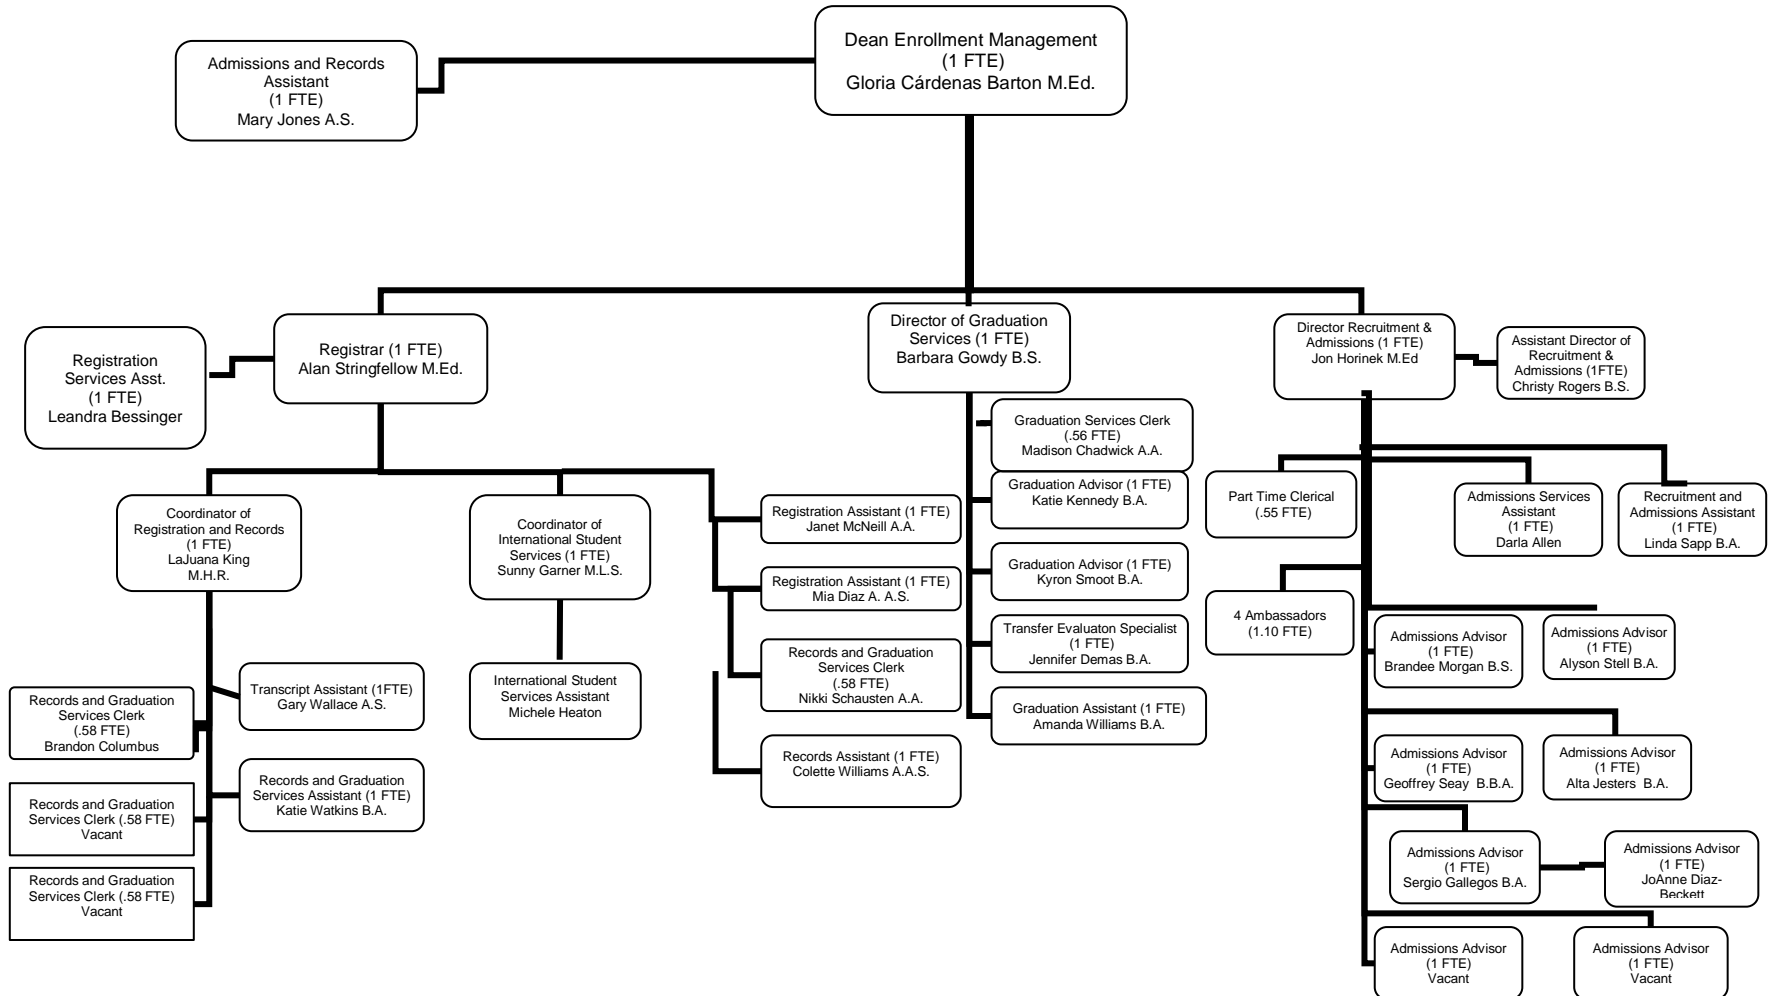 Dean Enrollment Management
(1 FTE)
Gloria Cárdenas Barton M.Ed.
Admissions and Records
Assistant
(1 FTE)
Mary Jones A.S.
Registration
Services Asst.
(1 FTE)
Leandra Bessinger
Registrar (1 FTE)
Alan Stringfellow M.Ed.
Director of Graduation
Services (1 FTE)
Barbara Gowdy B.S.
Director Recruitment &
Admissions (1 FTE)
Jon Horinek M.Ed
Assistant Director of
Recruitment &
Admissions (1FTE)
Christy Rogers B.S.
Coordinator of
Registration and Records
(1 FTE)
LaJuana King
M.H.R.
Coordinator of
International Student
Services (1 FTE)
Sunny Garner M.L.S.
Registration Assistant (1 FTE)
Janet McNeill A.A.
Registration Assistant (1 FTE)
Mia Diaz A. A.S.
Records and Graduation
Services Clerk
(.58 FTE)
Nikki Schausten A.A.
Records Assistant (1 FTE)
Colette Williams A.A.S.
International Student
Services Assistant
Michele Heaton
Transcript Assistant (1FTE)
Gary Wallace A.S.
Records and Graduation
Services Assistant (1 FTE)
Katie Watkins B.A.
Records and Graduation
Services Clerk
(.58 FTE)
Brandon Columbus
Records and Graduation
Services Clerk (.58 FTE)
Vacant
Records and Graduation
Services Clerk (.58 FTE)
Vacant
Graduation Services Clerk
(.56 FTE)
Madison Chadwick A.A.
Graduation Advisor (1 FTE)
Katie Kennedy B.A.
Graduation Advisor (1 FTE)
Kyron Smoot B.A.
Transfer Evaluaton Specialist
(1 FTE)
Jennifer Demas B.A.
Graduation Assistant (1 FTE)
Amanda Williams B.A.
Part Time Clerical
(.55 FTE)
Admissions Services
Assistant
(1 FTE)
Darla Allen
Recruitment and
Admissions Assistant
(1 FTE)
Linda Sapp B.A.
4 Ambassadors
(1.10 FTE)
Admissions Advisor
(1 FTE)
Brandee Morgan B.S.
Admissions Advisor
(1 FTE)
Alyson Stell B.A.
Admissions Advisor
(1 FTE)
Geoffrey Seay B.B.A.
Admissions Advisor
(1 FTE)
Alta Jesters B.A.
Admissions Advisor
(1 FTE)
Sergio Gallegos B.A.
Admissions Advisor
(1 FTE)
JoAnne Diaz-
Beckett
Admissions Advisor
(1 FTE)
Vacant
Admissions Advisor
(1 FTE)
Vacant